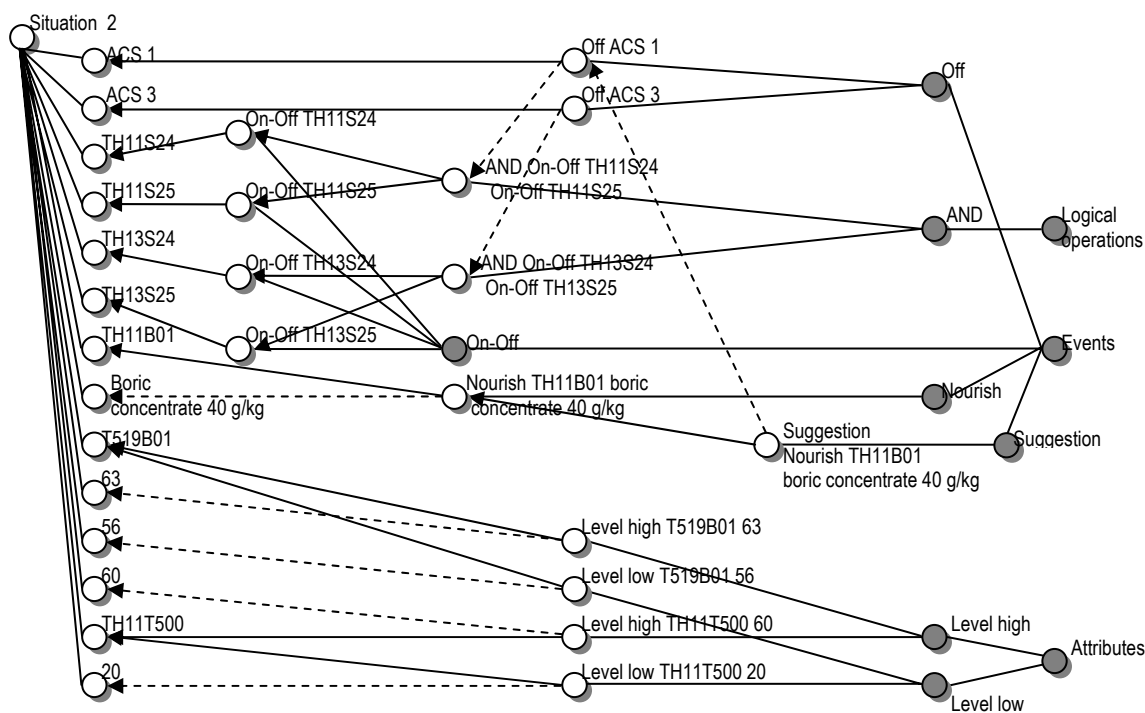 Situation 2
ACS 1
Off ACS 1
Off
ACS 3
Off ACS 3
On-Off TH11S24
TH11S24
AND On-Off TH11S24
On-Off TH11S25
TH11S25
On-Off TH11S25
AND
Logical
operations
TH13S24
On-Off TH13S24
AND On-Off TH13S24
On-Off TH13S25
TH13S25
On-Off TH13S25
TH11B01
On-Off
Events
Boric
concentrate 40 g/kg
Nourish TH11B01 boric
concentrate 40 g/kg
Nourish
T519B01
Suggestion
Nourish TH11B01
boric concentrate 40 g/kg
Suggestion
63
56
Level high T519B01 63
60
Level low T519B01 56
TH11T500
Level high TH11T500 60
Level high
Attributes
20
Level low TH11T500 20
Level low